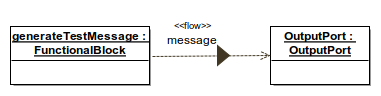 generateTestMessage :
FunctionalBlock
<<flow>>
message
OutputPort :
OutputPort